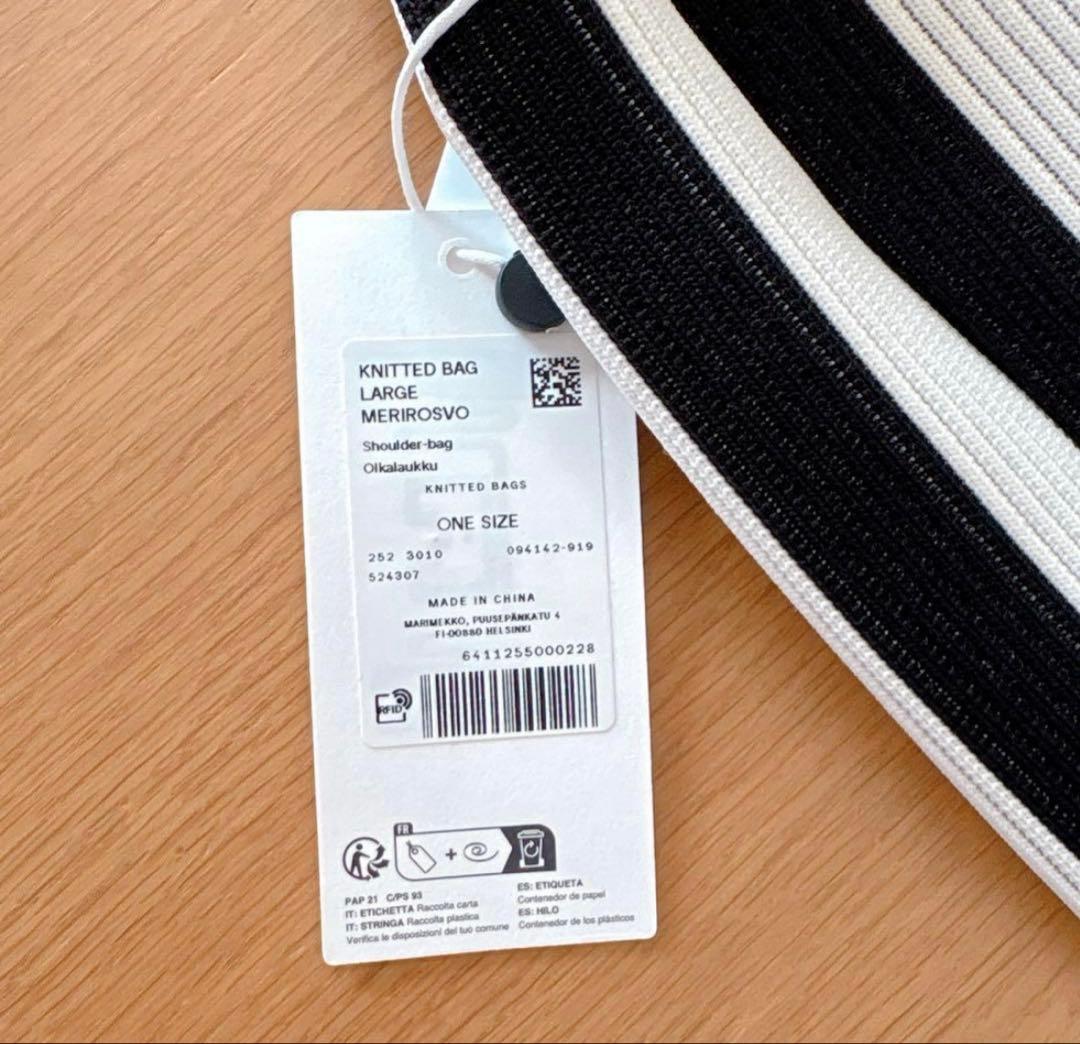 KNITTED BAG
LARGE
MERIROSVO
Shoulder-bag
Olkalaukku
KNITTED BAGS
ONE SIZE
252 3010 094142-919
524307
MADE IN CHINA
MARIMEKKO, PUUSEPÄNKATU 4
FI-00880 HELSINKI
6411255000228
RFID
FR
PAP 21 C/PS 93
IT: ETICHETTA Raccolta carta
IT: STRINGA Raccolta plastica
Verifica le disposizioni del tuo comune
ES: ETIQUETA
Contenedor de papel
ES: HILO
Contenedor de los plásticos